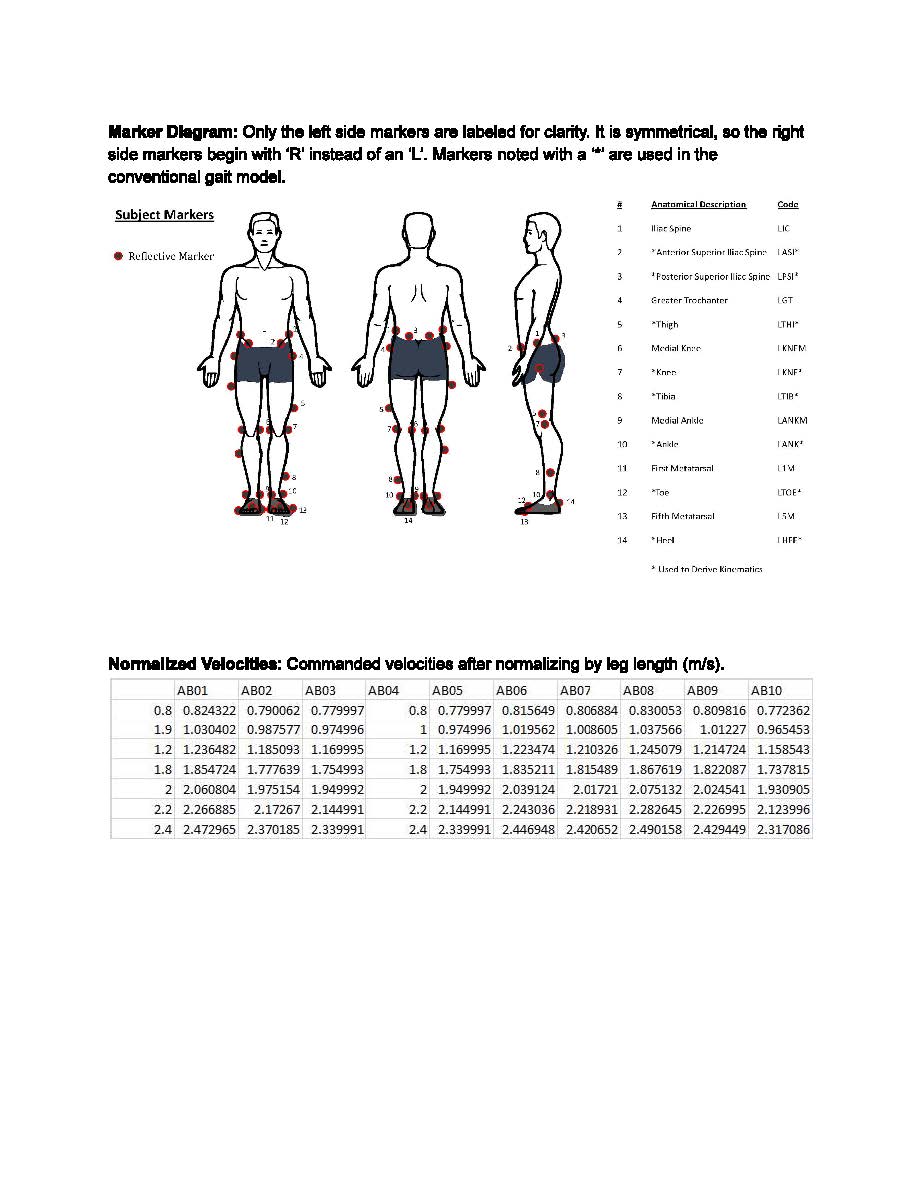 Marker Diagram: Only the left side markers are labeled for clarity. It is symmetrical, so the right
side markers begin with ‘R’ instead of an ‘L’. Markers noted with a ‘*’ are used in the
conventional gait model.
Subject Markers
Reflective Marker
# Anatomical Description Code
1 Iliac Spine LIC
2 *Anterior Superior Iliac Spine LASI*
3 *Posterior Superior Iliac Spine LPSI*
4 Greater Trochanter LGT
5 *Thigh LTHI*
6 Medial Knee LKNEM
7 *Knee LKNE*
8 *Tibia LTIB*
9 Medial Ankle LANKM
10 *Ankle LANK*
11 First Metatarsal L1M
12 *Toe LTOE*
13 Fifth Metatarsal L5M
14 *Heel LHEE*
* Used to Derive Kinematics
Normalized Velocities: Commanded velocities after normalizing by leg length (m/s).
AB01 AB02 AB03 AB04 AB05 AB06 AB07 AB08 AB09 AB10
0.8 0.824322 0.790062 0.779997 0.8 0.779997 0.815649 0.806884 0.830053 0.809816 0.772362
1.9 1.030402 0.987577 0.974996 1 0.974996 1.019562 1.008605 1.037566 1.01227 0.965453
1.2 1.236482 1.185093 1.169995 1.2 1.169995 1.223474 1.210326 1.245079 1.214724 1.158543
1.8 1.854724 1.777639 1.754993 1.8 1.754993 1.835211 1.815489 1.867619 1.822087 1.737815
2 2.060804 1.975154 1.949992 2 1.949992 2.039124 2.01721 2.075132 2.024541 1.930905
2.2 2.266885 2.17267 2.144991 2.2 2.144991 2.243036 2.218931 2.282645 2.226995 2.123996
2.4 2.472965 2.370185 2.339991 2.4 2.339991 2.446948 2.420652 2.490158 2.429449 2.317086